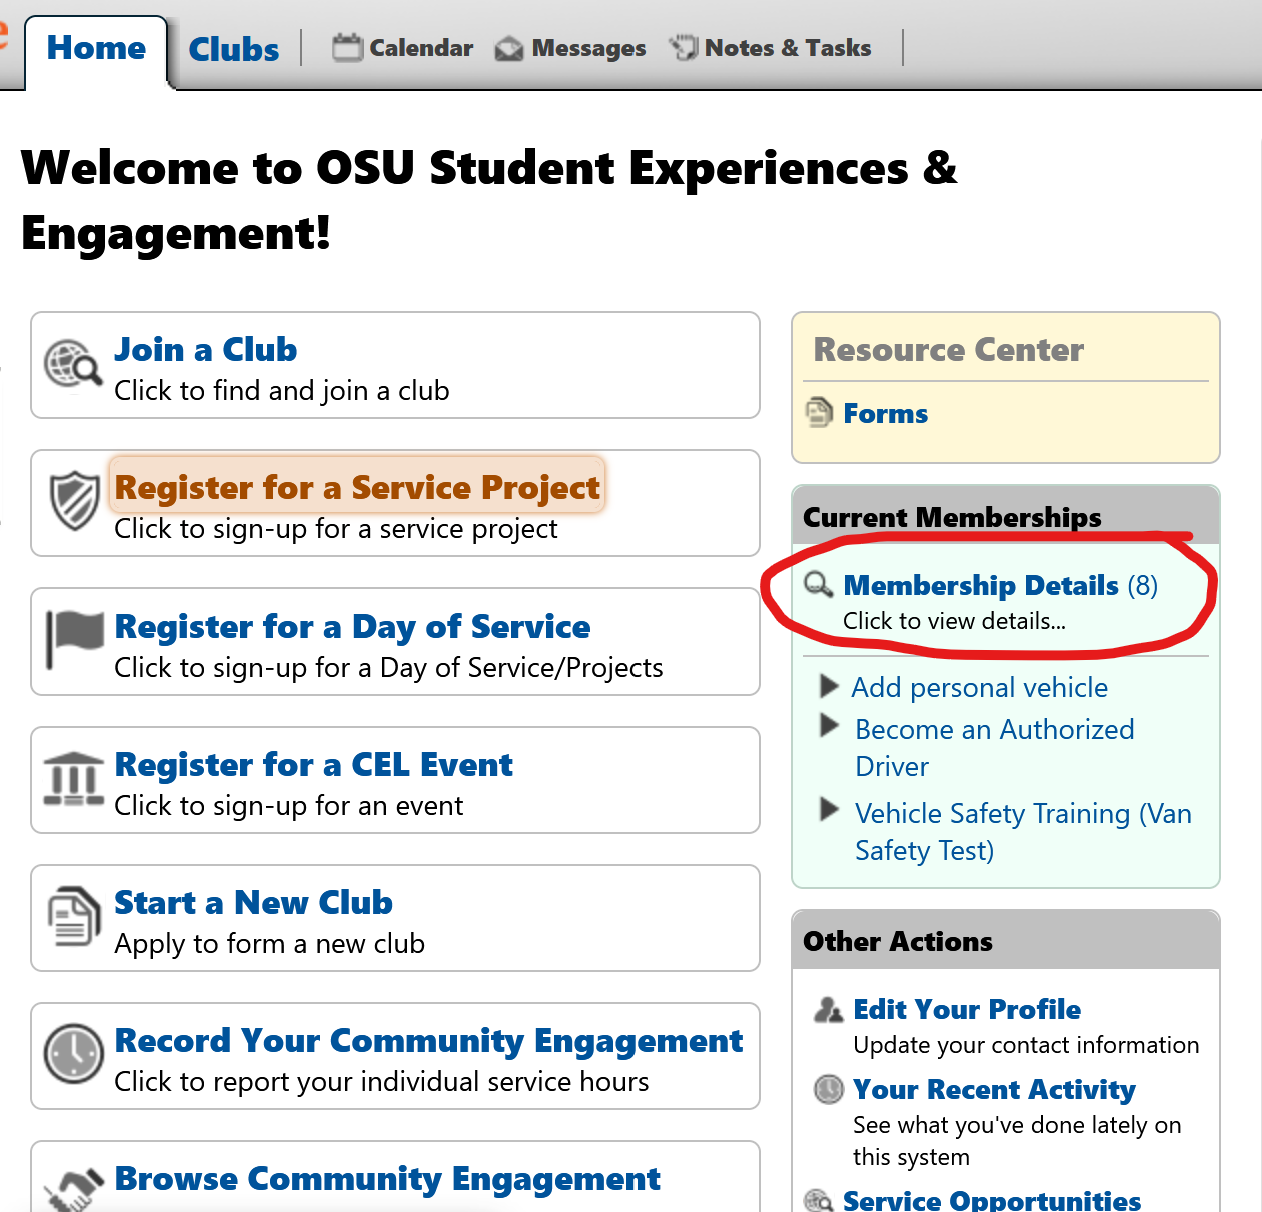 Home
Clubs
Calendar
Messages
Notes & Tasks
Welcome to OSU Student Experiences &
Engagement!
Join a Club
Click to find and join a club
Register for a Service Project
Click to sign-up for a service project
Register for a Day of Service
Click to sign-up for a Day of Service/Projects
Register for a CEL Event
Click to sign-up for an event
Start a New Club
Apply to form a new club
Record Your Community Engagement
Click to report your individual service hours
Browse Community Engagement
Resource Center
Forms
Current Memberships
Membership Details (8)
Click to view details...
Add personal vehicle
Become an Authorized
Driver
Vehicle Safety Training (Van
Safety Test)
Other Actions
Edit Your Profile
Update your contact information
Your Recent Activity
See what you've done lately on
this system
Service Opportunities